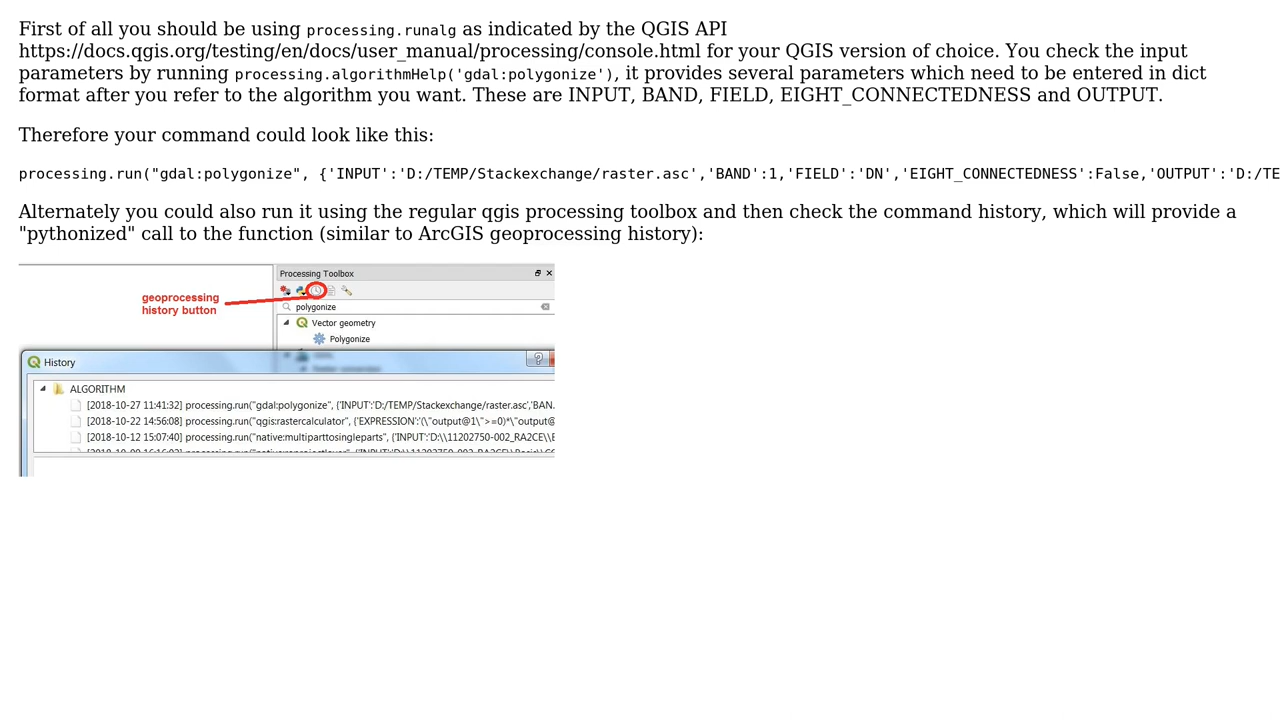 First of all you should be using processing.runalg as indicated by the QGIS API
https://docs.qgis.org/testing/en/docs/user_manual/processing/console.html for your QGIS version of choice. You check the input
parameters by running processing.algorithmHelp('gdal:polygonize'), it provides several parameters which need to be entered in dict
format after you refer to the algorithm you want. These are INPUT, BAND, FIELD, EIGHT_CONNECTEDNESS and OUTPUT.
Therefore your command could look like this:
processing.run("gdal:polygonize", {'INPUT':'D:/TEMP/Stackexchange/raster.asc','BAND':1,'FIELD':'DN','EIGHT_CONNECTEDNESS':False,'OUTPUT':'D:/TE
Alternately you could also run it using the regular qgis processing toolbox and then check the command history, which will provide a
"pythonized" call to the function (similar to ArcGIS geoprocessing history):
Processing Toolbox
geoprocessing
history button
polygonize
Vector geometry
Polygonize
History
ALGORITHM
[2018-10-27 11:41:32] processing.run("gdal:polygonize", {'INPUT':'D:/TEMP/Stackexchange/raster.asc','BAN.
[2018-10-22 14:56:08] processing.run("qgis:rastercalculator", {'EXPRESSION':'(\"output@1\">=0)*\"output@
[2018-10-12 15:07:40] processing.run("native:multiparttosingleparts", {'INPUT':'D:\\11202750-002_RA2CE\\E